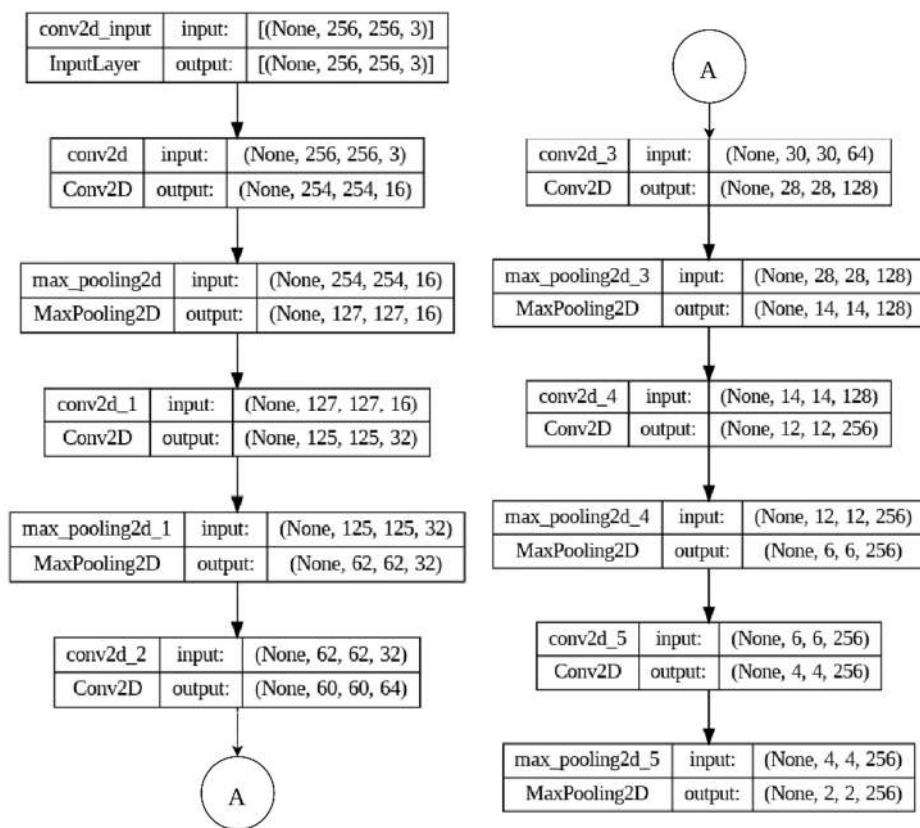 conv2d_input input: [(None, 256, 256, 3)]
InputLayer output: [(None, 256, 256, 3)]
conv2d input: (None, 256, 256, 3)
Conv2D output: (None, 254, 254, 16)
max_pooling2d input: (None, 254, 254, 16)
MaxPooling2D output: (None, 127, 127, 16)
conv2d_1 input: (None, 127, 127, 16)
Conv2D output: (None, 125, 125, 32)
max_pooling2d_1 input: (None, 125, 125, 32)
MaxPooling2D output: (None, 62, 62, 32)
conv2d_2 input: (None, 62, 62, 32)
Conv2D output: (None, 60, 60, 64)
A
A
conv2d_3 input: (None, 30, 30, 64)
Conv2D output: (None, 28, 28, 128)
max_pooling2d_3 input: (None, 28, 28, 128)
MaxPooling2D output: (None, 14, 14, 128)
conv2d_4 input: (None, 14, 14, 128)
Conv2D output: (None, 12, 12, 256)
max_pooling2d_4 input: (None, 12, 12, 256)
MaxPooling2D output: (None, 6, 6, 256)
conv2d_5 input: (None, 6, 6, 256)
Conv2D output: (None, 4, 4, 256)
max_pooling2d_5 input: (None, 4, 4, 256)
MaxPooling2D output: (None, 2, 2, 256)